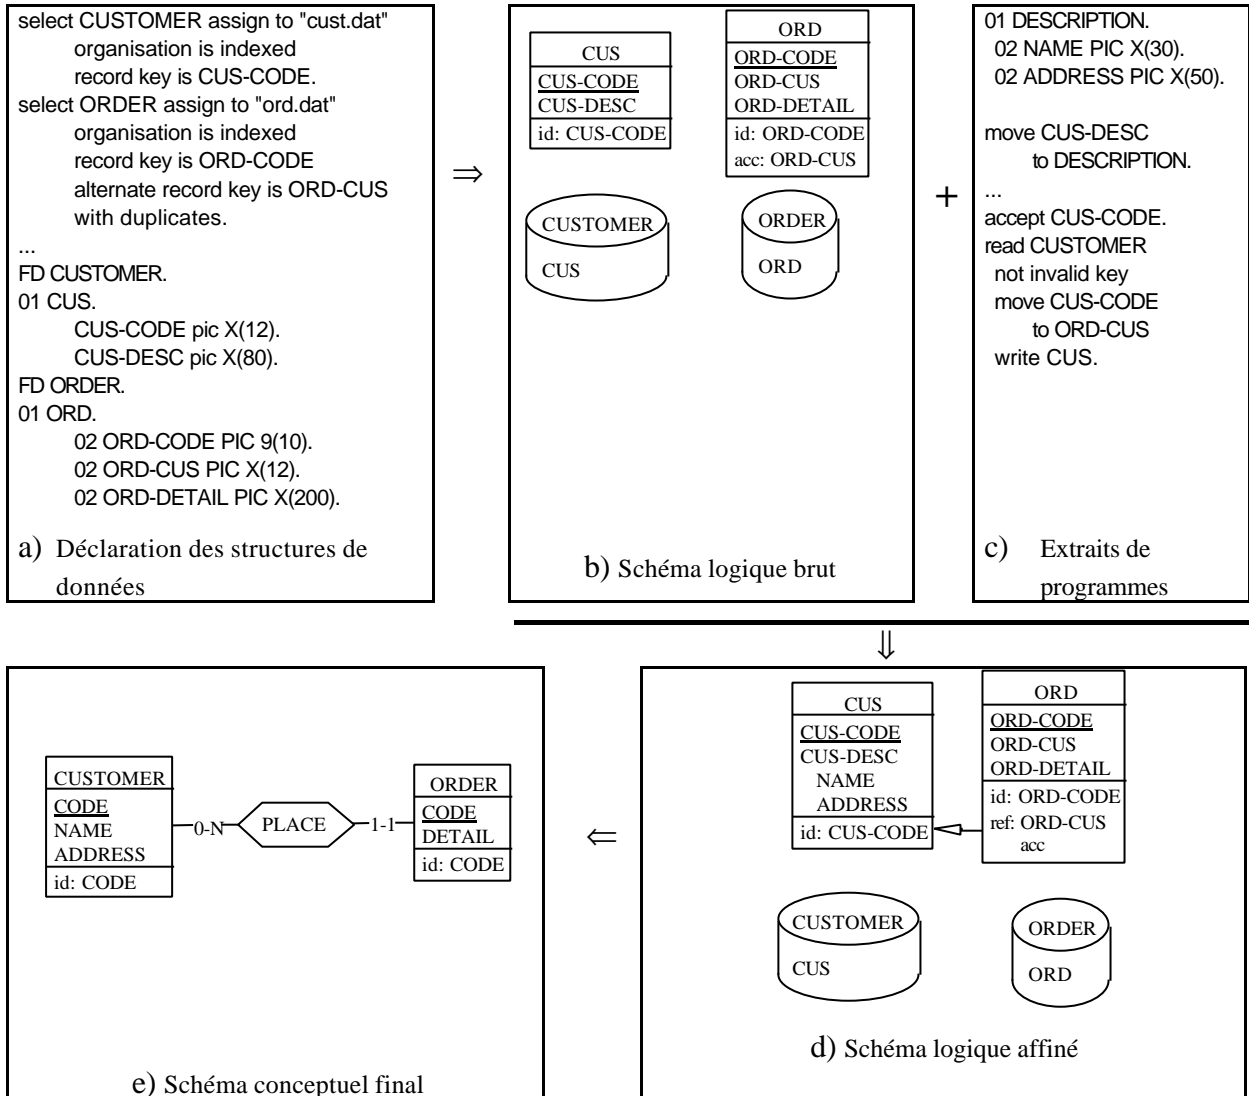 select CUSTOMER assign to "cust.dat"
organisation is indexed
record key is CUS-CODE.
select ORDER assign to "ord.dat"
organisation is indexed
record key is ORD-CODE
alternate record key is ORD-CUS
with duplicates.
...
FD CUSTOMER.
01 CUS.
CUS-CODE pic X(12).
CUS-DESC pic X(80).
FD ORDER.
01 ORD.
02 ORD-CODE PIC 9(10).
02 ORD-CUS PIC X(12).
02 ORD-DETAIL PIC X(200).
a) Déclaration des structures de
données
⇒
CUS
CUS-CODE
CUS-DESC
id: CUS-CODE
ORD
ORD-CODE
ORD-CUS
ORD-DETAIL
id: ORD-CODE
acc: ORD-CUS
CUSTOMER
CUS
ORDER
ORD
b) Schéma logique brut
+
01 DESCRIPTION.
02 NAME PIC X(30).
02 ADDRESS PIC X(50).
move CUS-DESC
to DESCRIPTION.
...
accept CUS-CODE.
read CUSTOMER
not invalid key
move CUS-CODE
to ORD-CUS
write CUS.
c) Extraits de
programmes
⇓
CUSTOMER
CODE
NAME
ADDRESS
id: CODE
0-N
PLACE
1-1
ORDER
CODE
DETAIL
id: CODE
e) Schéma conceptuel final
⇐
CUS
CUS-CODE
CUS-DESC
NAME
ADDRESS
id: CUS-CODE
ORD
ORD-CODE
ORD-CUS
ORD-DETAIL
id: ORD-CODE
ref: ORD-CUS
acc
CUSTOMER
CUS
ORDER
ORD
d) Schéma logique affiné